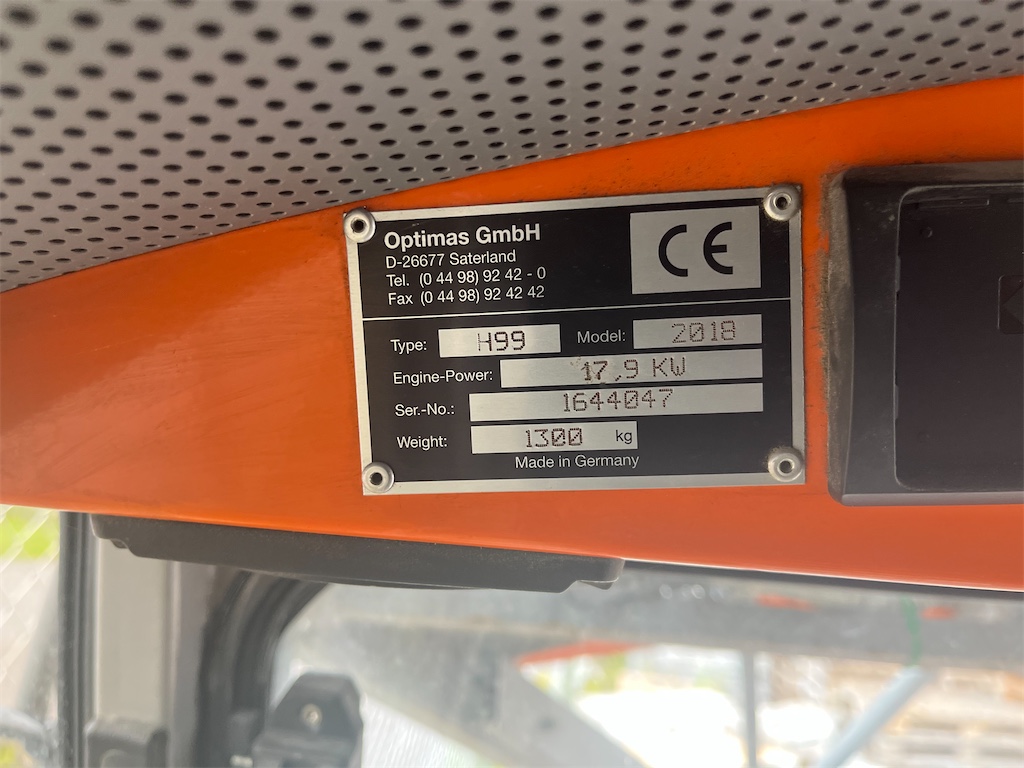 Optimas GmbH
D-26677 Saterland
Tel. (0 44 98) 92 42 - 0
Fax (0 44 98) 92 42 42
CE
Type: H99 Model: 2018
Engine-Power: 17,9 KW
Ser.-No.: 1644047
Weight: 1300 kg
Made in Germany